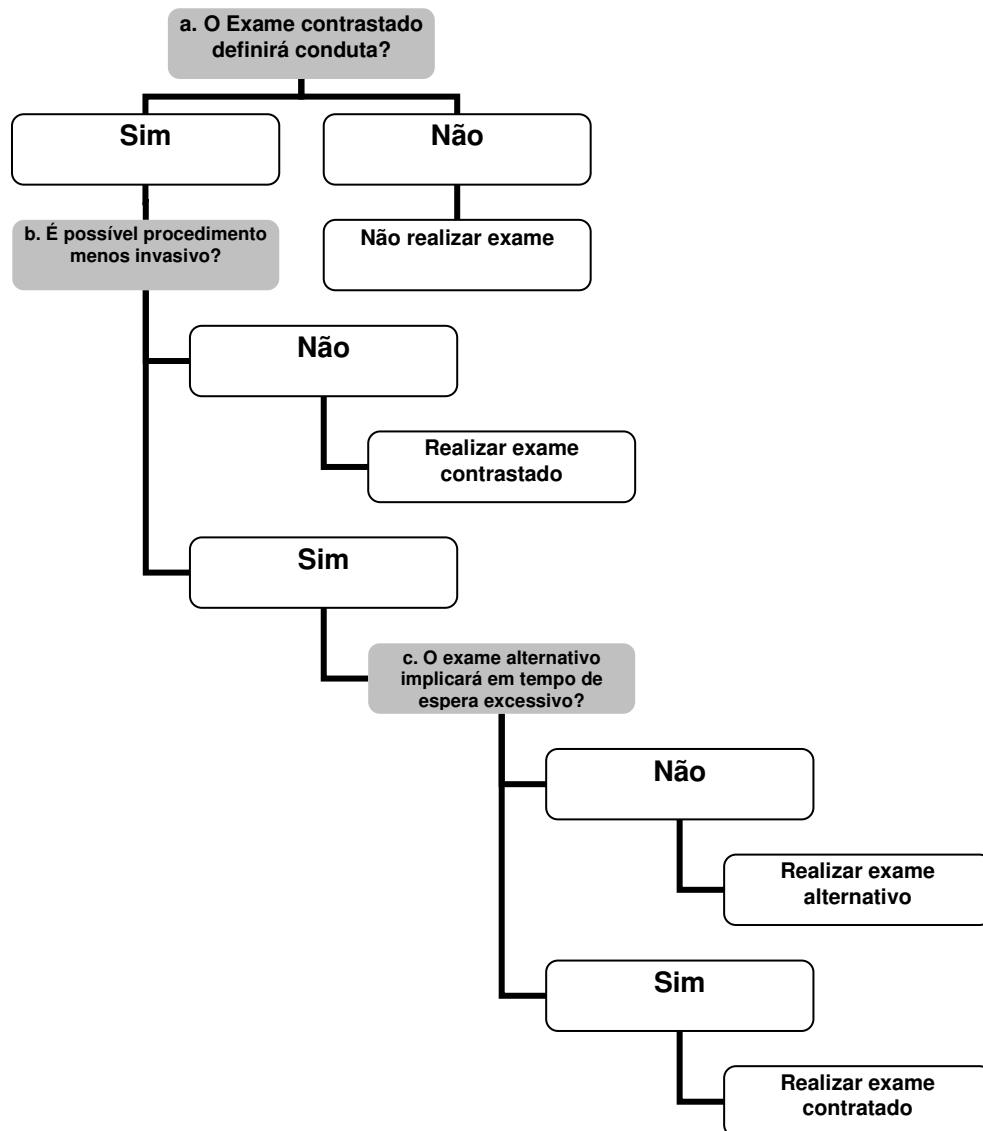 a. O Exame contrastado
definirá conduta?
Sim
Não
b. É possível procedimento
menos invasivo?
Não realizar exame
Não
Realizar exame
contrastado
Sim
c. O exame alternativo
implicará em tempo de
espera excessivo?
Não
Realizar exame
alternativo
Sim
Realizar exame
contratado